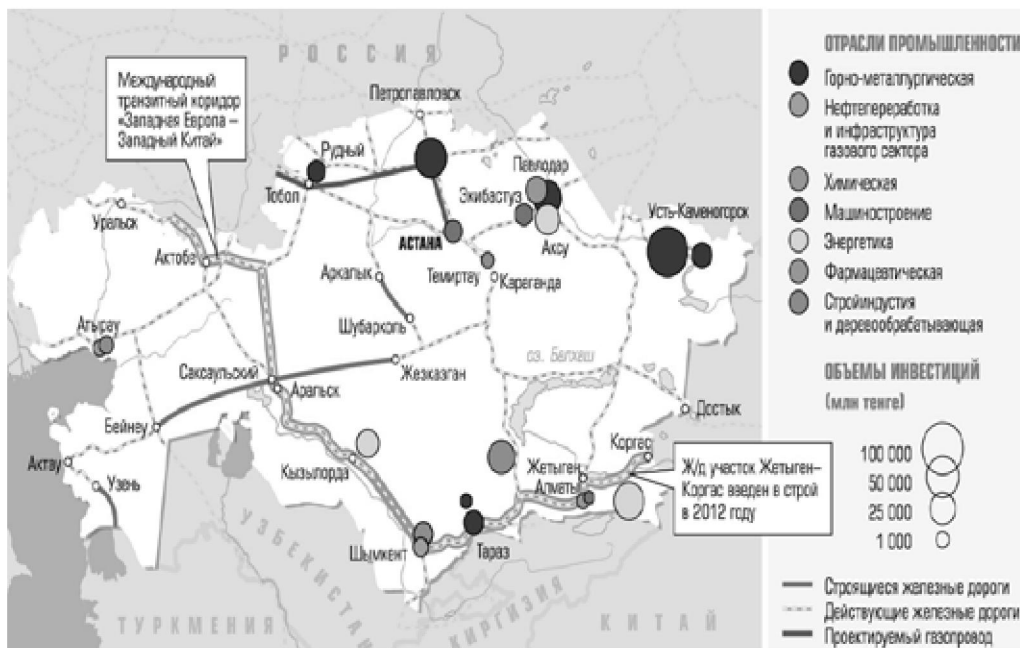 РОССИЯ
Международный
транзитный коридор
«Западная Европа –
Западный Китай»
Петропавловск
Рудный
Тобол
Павлодар
Экибастуз
Усть-Каменогорск
Уральск
АСТАНА
Аксу
Актобе
Темиртау
Караганда
Аркалык
Шубарколь
Атырау
оз. Балхаш
Саксаульский
Жезказган
Аральск
Достык
Бейнеу
Коргас
Актау
Узень
Кызылорда
Жетыген
Алматы
Ж/д участок Жетыген–
Коргас введен в строй
в 2012 году
Шымкент
Тараз
УЗБЕКИСТАН
ТУРКМЕНИЯ
КИРГИЗИЯ
КИТАЙ
ОТРАСЛИ ПРОМЫШЛЕННОСТИ
Горно-металлургическая
Нефтепереработка
и инфраструктура
газового сектора
Химическая
Машиностроение
Энергетика
Фармацевтическая
Стройиндустия
и деревообрабатывающая
ОБЪЕМЫ ИНВЕСТИЦИЙ
(млн тенге)
100 000
50 000
25 000
1 000
Строящиеся железные дороги
Действующие железные дороги
Проектируемый газопровод